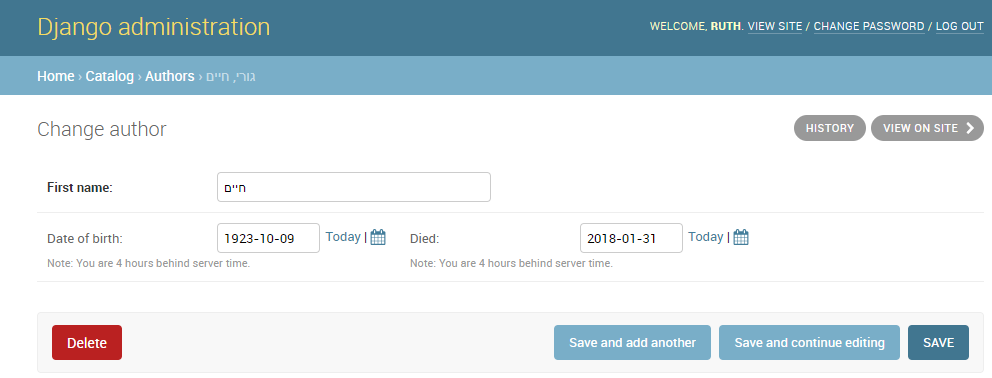 Django administration
WELCOME, RUTH. VIEW SITE / CHANGE PASSWORD / LOG OUT
Home › Catalog › Authors › גורי, חיים
Change author
HISTORY
VIEW ON SITE
First name:
חיים
Date of birth:
1923-10-09
Today |
Died:
2018-01-31
Today |
Note: You are 4 hours behind server time.
Note: You are 4 hours behind server time.
Delete
Save and add another
Save and continue editing
SAVE